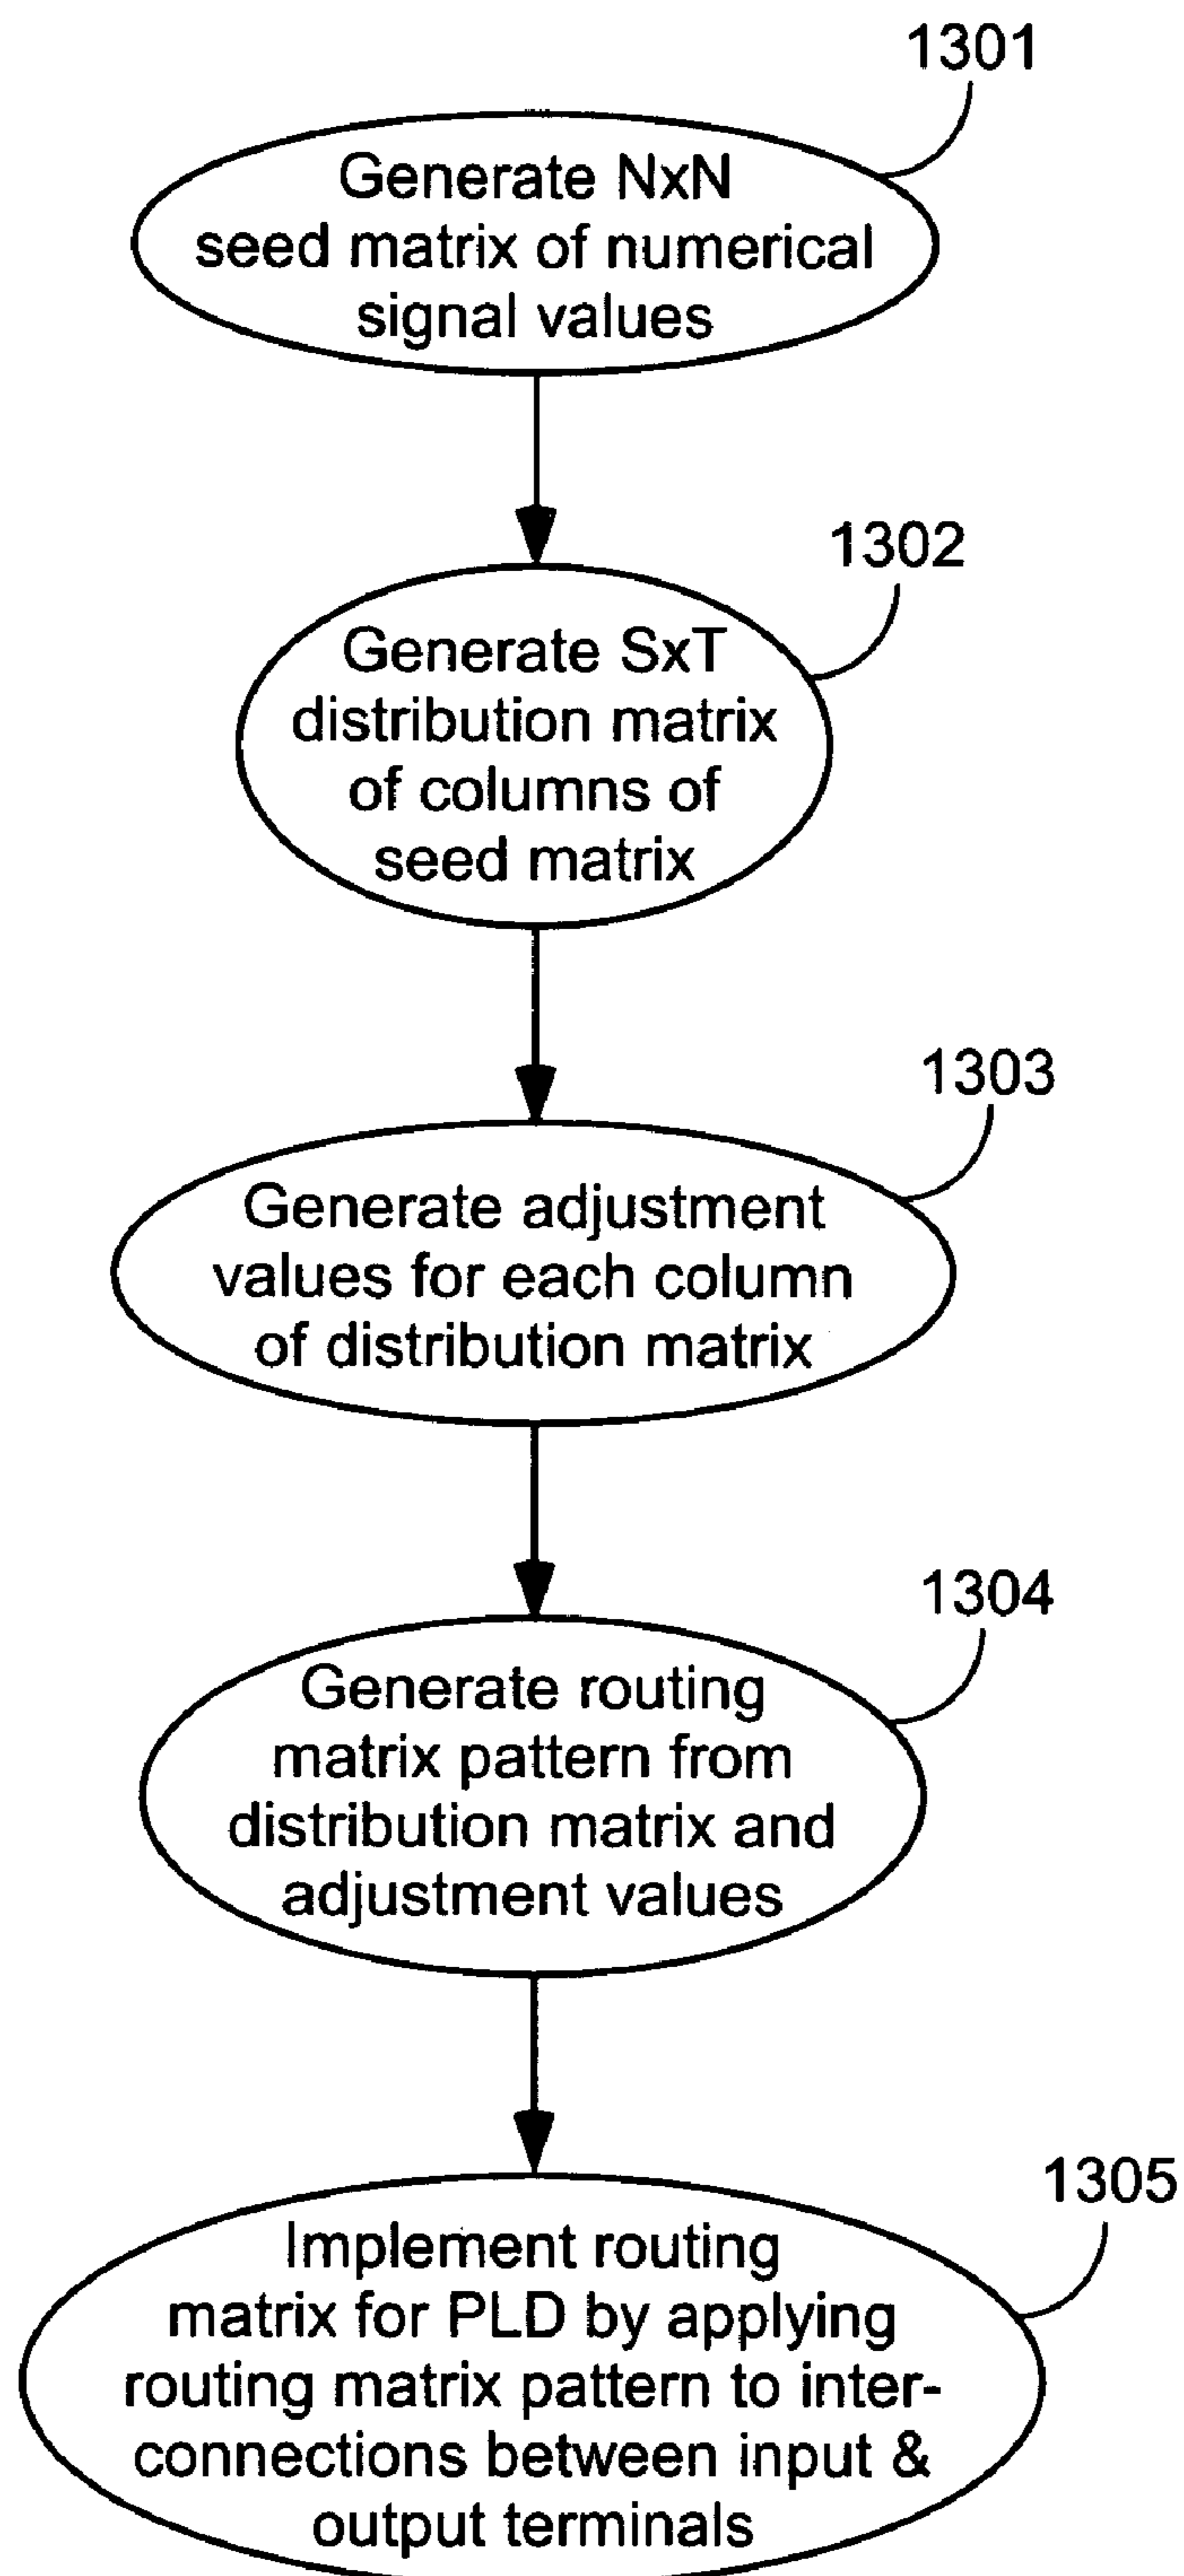 1301
Generate NxN
seed matrix of numerical
signal values
1302
Generate SxT
distribution matrix
of columns of
seed matrix
1303
Generate adjustment
values for each column
of distribution matrix
1304
Generate routing
matrix pattern from
distribution matrix and
adjustment values
1305
Implement routing
matrix for PLD by applying
routing matrix pattern to inter-
connections between input &
output terminals